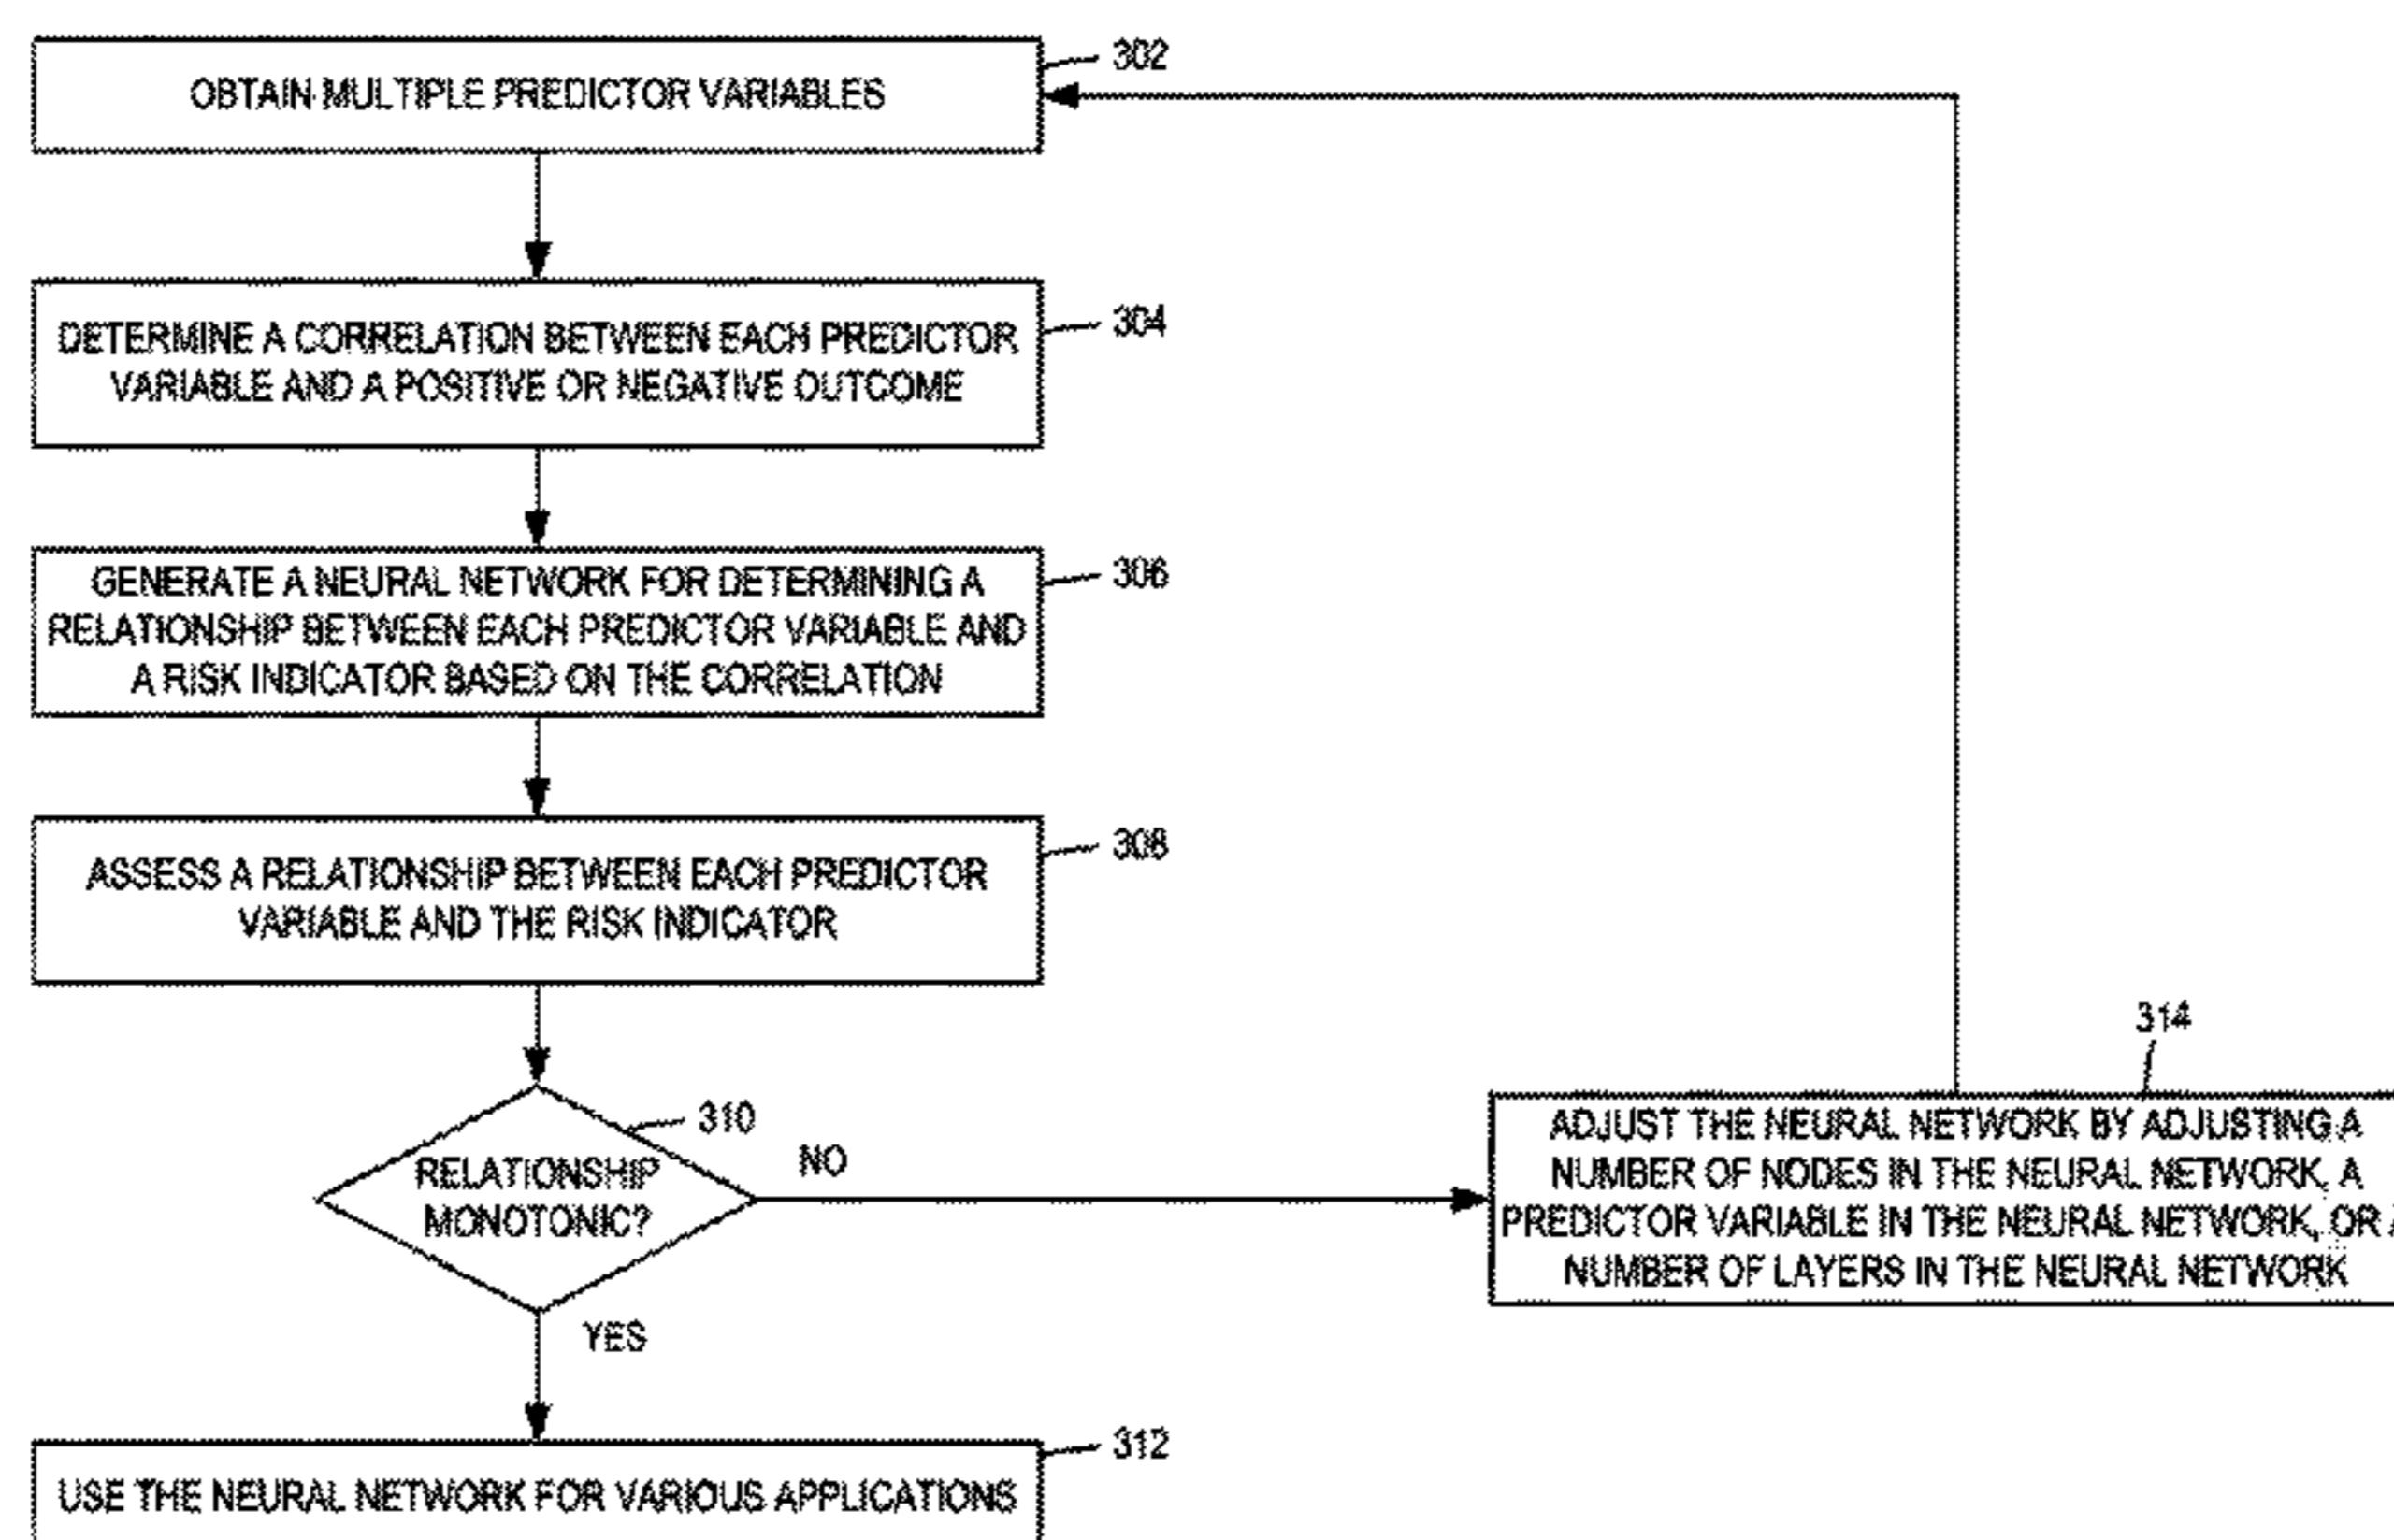 302
OBTAIN MULTIPLE PREDICTOR VARIABLES
304
DETERMINE A CORRELATION BETWEEN EACH PREDICTOR
VARIABLE AND A POSITIVE OR NEGATIVE OUTCOME
306
GENERATE A NEURAL NETWORK FOR DETERMINING A
RELATIONSHIP BETWEEN EACH PREDICTOR VARIABLE AND
A RISK INDICATOR BASED ON THE CORRELATION
308
ASSESS A RELATIONSHIP BETWEEN EACH PREDICTOR
VARIABLE AND THE RISK INDICATOR
310
RELATIONSHIP
MONOTONIC?
NO
YES
314
ADJUST THE NEURAL NETWORK BY ADJUSTING A
NUMBER OF NODES IN THE NEURAL NETWORK, A
PREDICTOR VARIABLE IN THE NEURAL NETWORK, OR A
NUMBER OF LAYERS IN THE NEURAL NETWORK
312
USE THE NEURAL NETWORK FOR VARIOUS APPLICATIONS